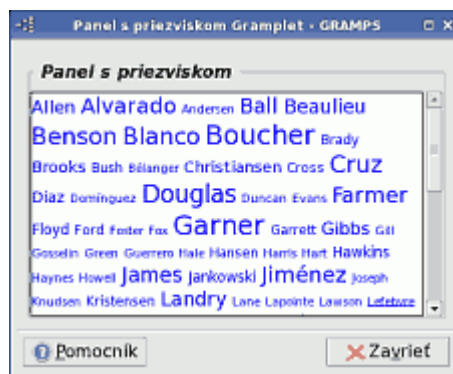 Panel s priezviskom Gramplet - GRAMPS
Panel s priezviskom
Allen Alvarado Andersen Ball Beaulieu
Benson Blanco Boucher Brady
Brooks Bush Bélanger Christiansen Cross Cruz
Diaz Domínguez Douglas Duncan Evans Farmer
Floyd Ford Foster Fox Garner Garrett Gibbs Gill
Gosselin Green Guerrero Hale Hansen Harris Hart Hawkins
Haynes Howell James Jankowski Jiménez Joseph
Knudsen Kristensen Landry Lane Lapointe Lawson Lefebvre
Pomocník
Zavrieť